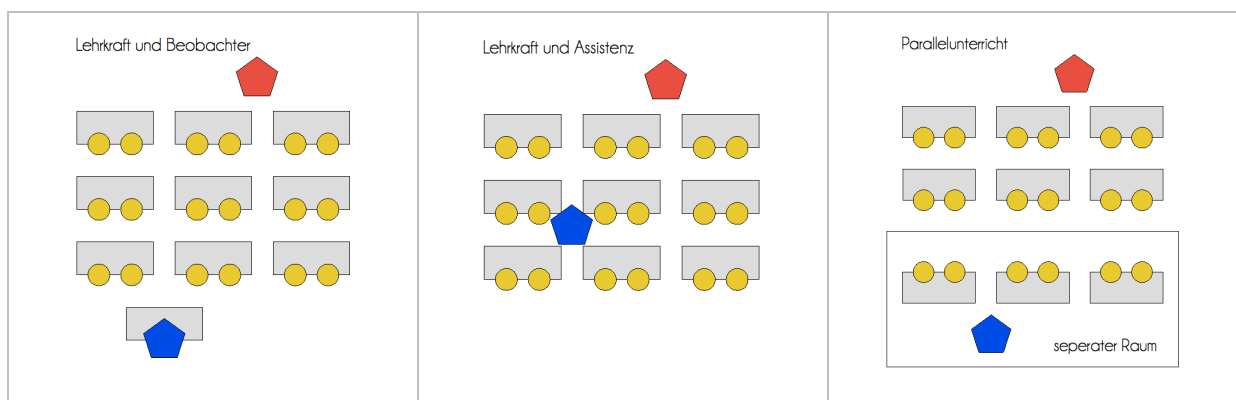 Lehrkraft und Beobachter
Lehrkraft und Assistenz
Parallelunterricht
seperater Raum